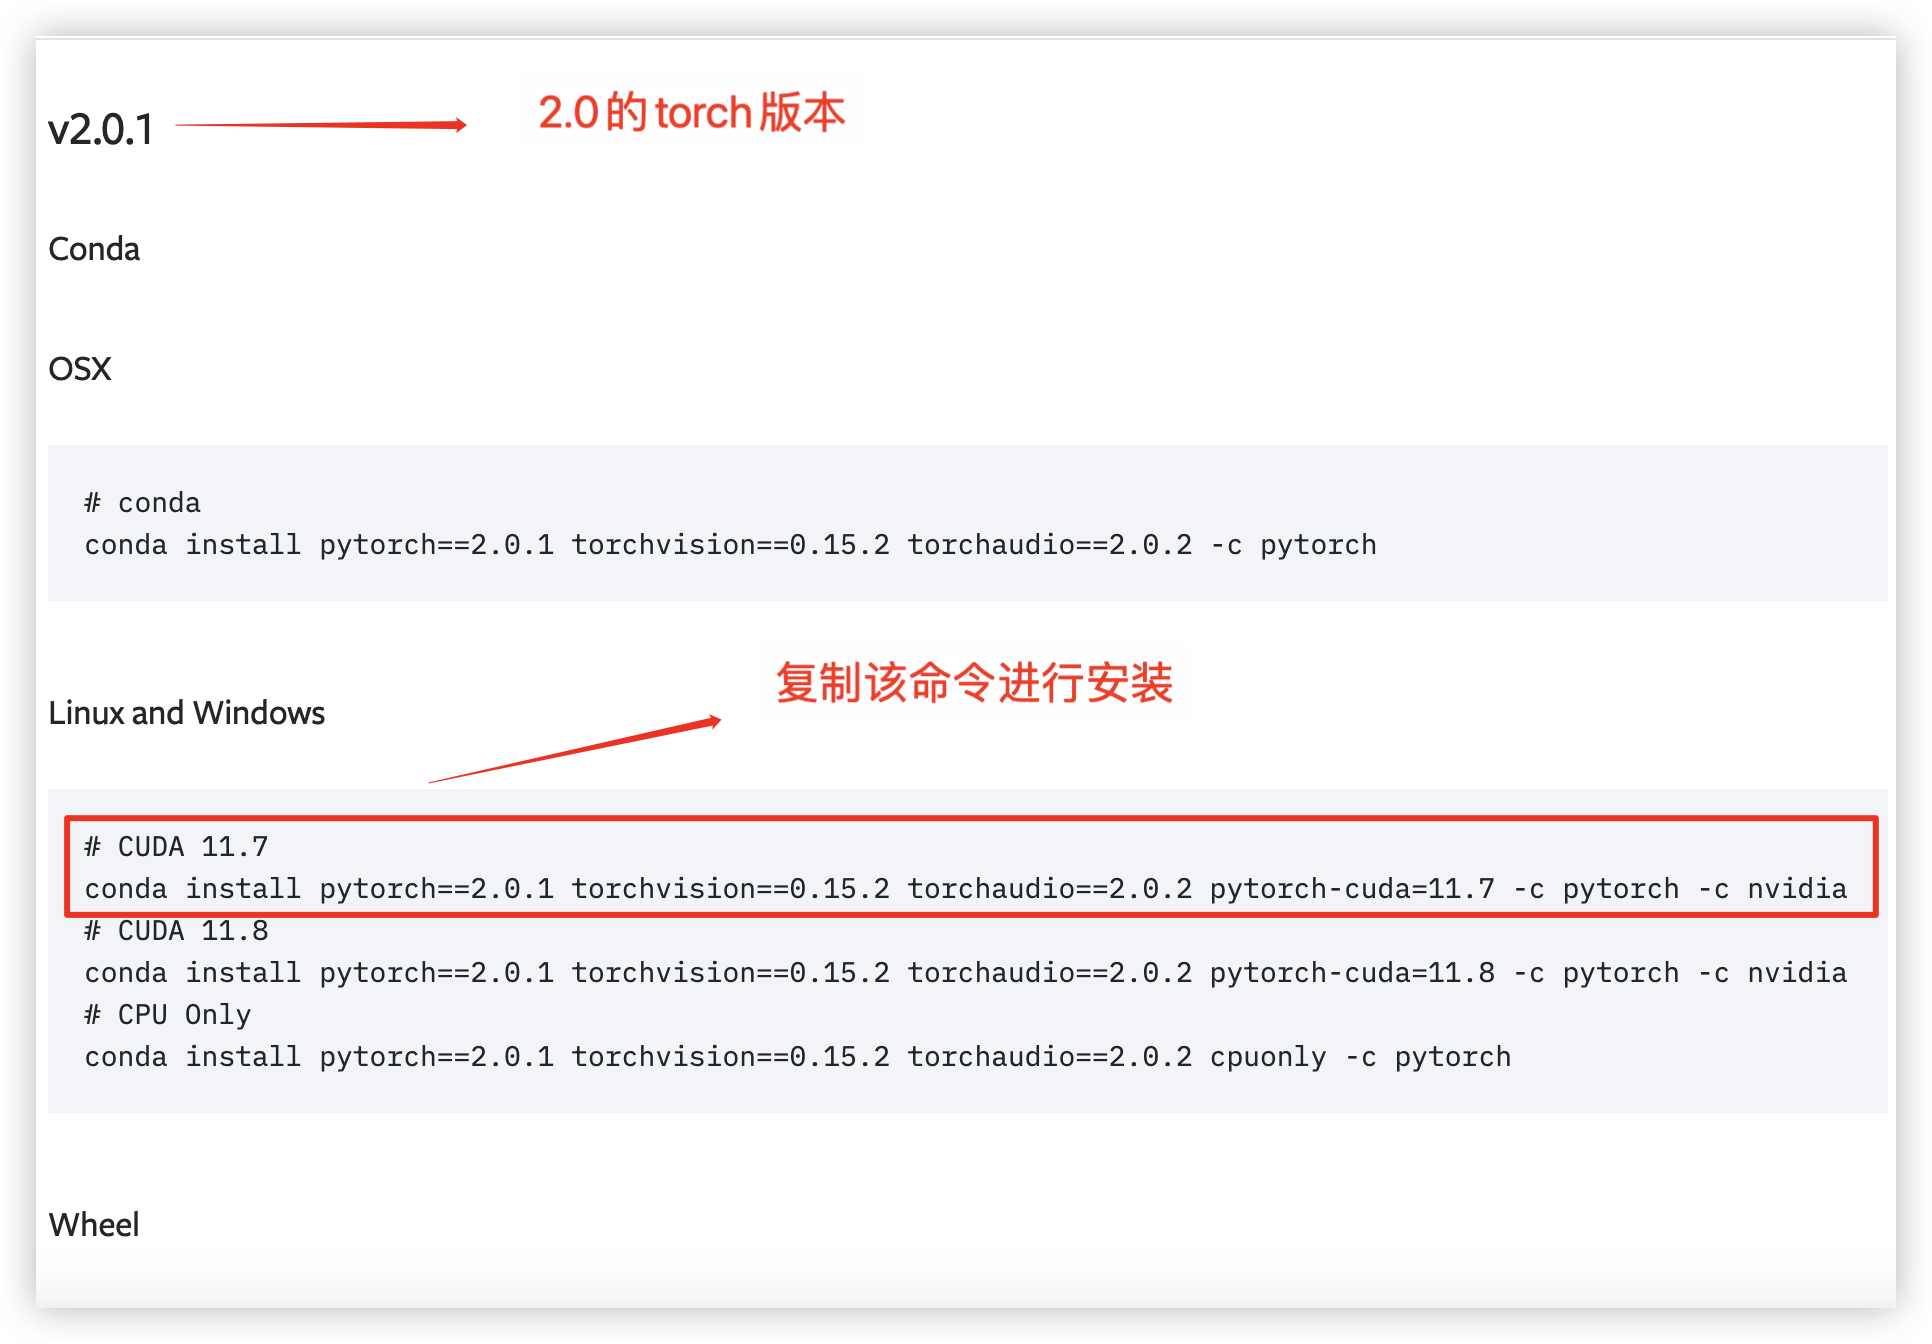 v2.0.1
2.0的torch版本
Conda
OSX
# conda
conda install pytorch==2.0.1 torchvision==0.15.2 torchaudio==2.0.2 -c pytorch
复制该命令进行安装
Linux and Windows
# CUDA 11.7
conda install pytorch==2.0.1 torchvision==0.15.2 torchaudio==2.0.2 pytorch-cuda=11.7 -c pytorch -c nvidia
# CUDA 11.8
conda install pytorch==2.0.1 torchvision==0.15.2 torchaudio==2.0.2 pytorch-cuda=11.8 -c pytorch -c nvidia
# CPU Only
conda install pytorch==2.0.1 torchvision==0.15.2 torchaudio==2.0.2 cpuonly -c pytorch
Wheel